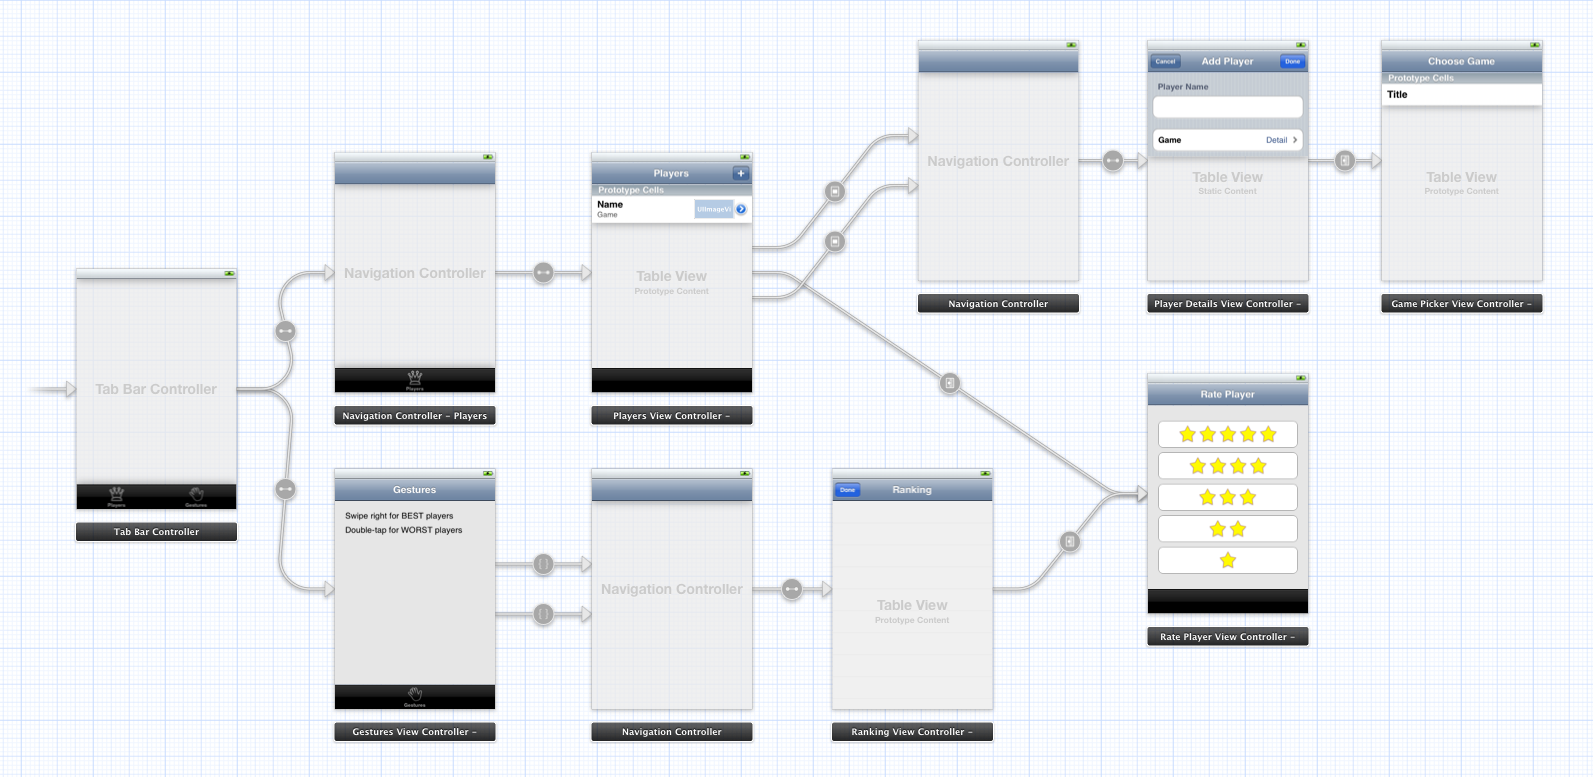 Tab Bar Controller
Players
Gestures
Tab Bar Controller
Navigation Controller
Players
Navigation Controller – Players
Players
+
Prototype Cells
Name
Game
UIImageVi
Table View
Prototype Content
Players View Controller –
Navigation Controller
Navigation Controller
Cancel
Add Player
Done
Player Name
Game
Detail
Table View
Static Content
Player Details View Controller –
Choose Game
Prototype Cells
Title
Table View
Prototype Content
Game Picker View Controller –
Gestures
Swipe right for BEST players
Double-tap for WORST players
Gestures
Gestures View Controller –
Navigation Controller
Navigation Controller
Done
Ranking
Table View
Prototype Content
Ranking View Controller –
Rate Player
Rate Player View Controller –